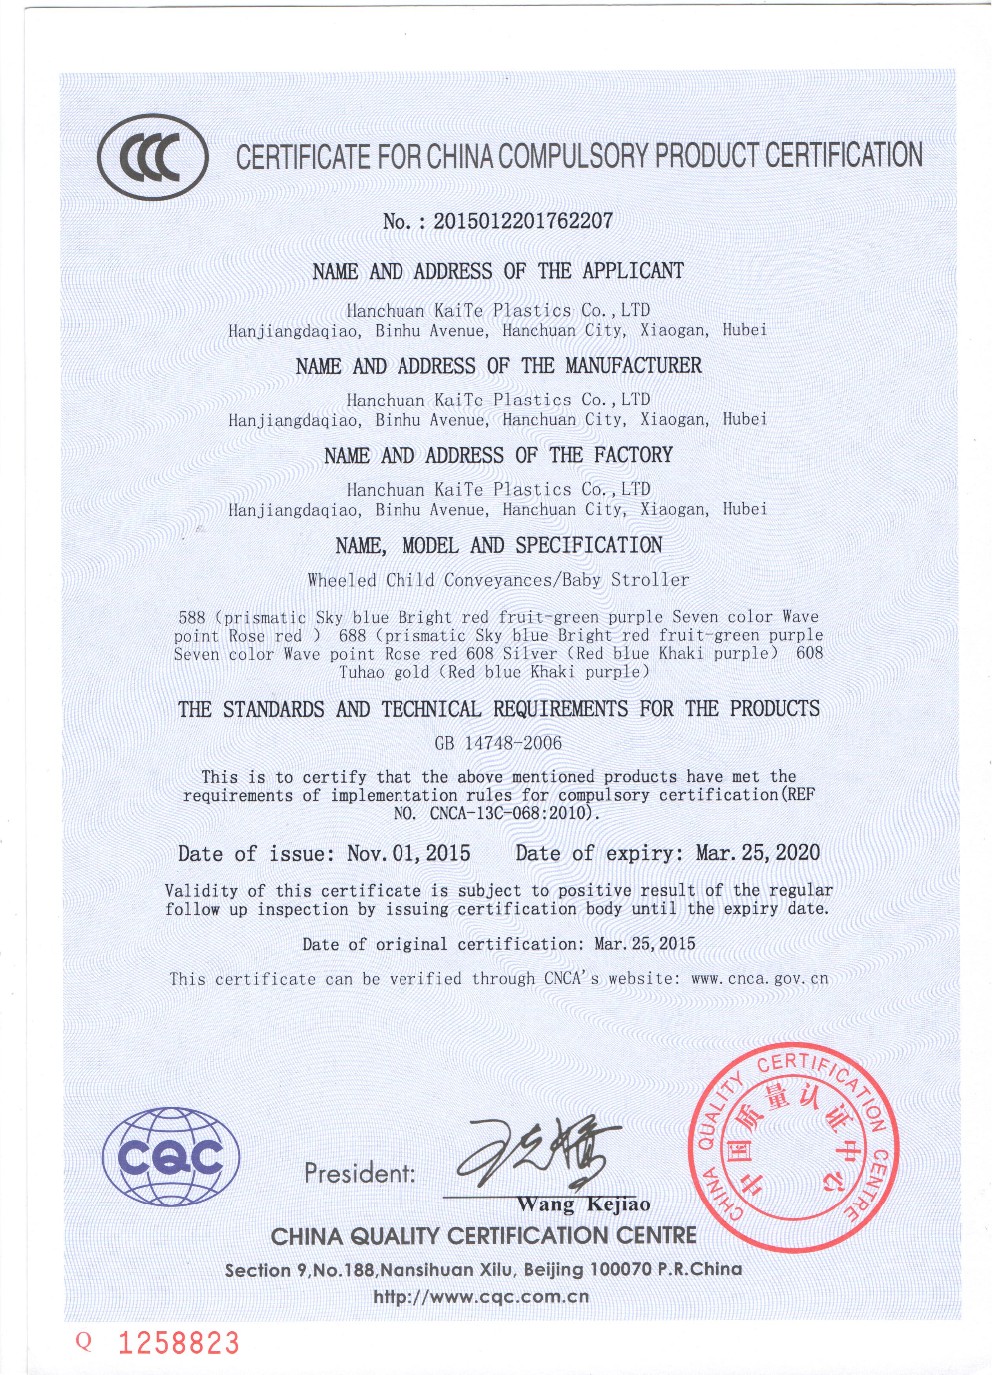 CCC
CERTIFICATE FOR CHINA COMPULSORY PRODUCT CERTIFICATION
No.: 2015012201762207
NAME AND ADDRESS OF THE APPLICANT
Hanchuan KaiTe Plastics Co.,LTD
Hanjiangdaqiao, Binhu Avenue, Hanchuan City, Xiaogan, Hubei
NAME AND ADDRESS OF THE MANUFACTURER
Hanchuan KaiTe Plastics Co.,LTD
Hanjiangdaqiao, Binhu Avenue, Hanchuan City, Xiaogan, Hubei
NAME AND ADDRESS OF THE FACTORY
Hanchuan KaiTe Plastics Co.,LTD
Hanjiangdaqiao, Binhu Avenue, Hanchuan City, Xiaogan, Hubei
NAME, MODEL AND SPECIFICATION
Wheeled Child Conveyances/Baby Stroller
588 (prismatic Sky blue Bright red fruit-green purple Seven color Wave
point Rose red ) 688 (prismatic Sky blue Bright red fruit-green purple
Seven color Wave point Rose red 608 Silver (Red blue Khaki purple) 608
Tuhao gold (Red blue Khaki purple)
THE STANDARDS AND TECHNICAL REQUIREMENTS FOR THE PRODUCTS
GB 14748-2006
This is to certify that the above mentioned products have met the
requirements of implementation rules for compulsory certification(REF
NO. CNCA-13C-068:2010).
Date of issue: Nov.01,2015 Date of expiry: Mar.25,2020
Validity of this certificate is subject to positive result of the regular
follow up inspection by issuing certification body until the expiry date.
Date of original certification: Mar.25,2015
This certificate can be verified through CNCA's website: www.cnca.gov.cn
CHINA QUALITY CERTIFICATION CENTRE
中国质量认证中心
CQC
President:
Wang Kejiao
CHINA QUALITY CERTIFICATION CENTRE
Section 9,No.188,Nansihuan Xilu, Beijing 100070 P.R.China
http://www.cqc.com.cn
Q 1258823